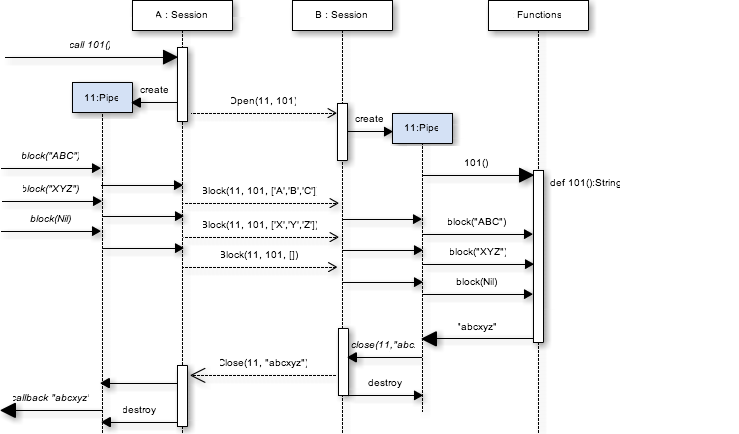 A : Session
B : Session
Functions
call 101()
create
11:Pipe
Open(11, 101)
create
11:Pipe
101()
def 101():String
block("ABC")
block("XYZ")
Block(11, 101, ['A','B','C']
block(Nil)
Block(11, 101, ['X','Y','Z'])
block("ABC")
Block(11, 101, [])
block("XYZ")
block(Nil)
"abcxyz"
close(11,"abc.
Close(11, "abcxyz")
destroy
callback "abcxyz'
destroy